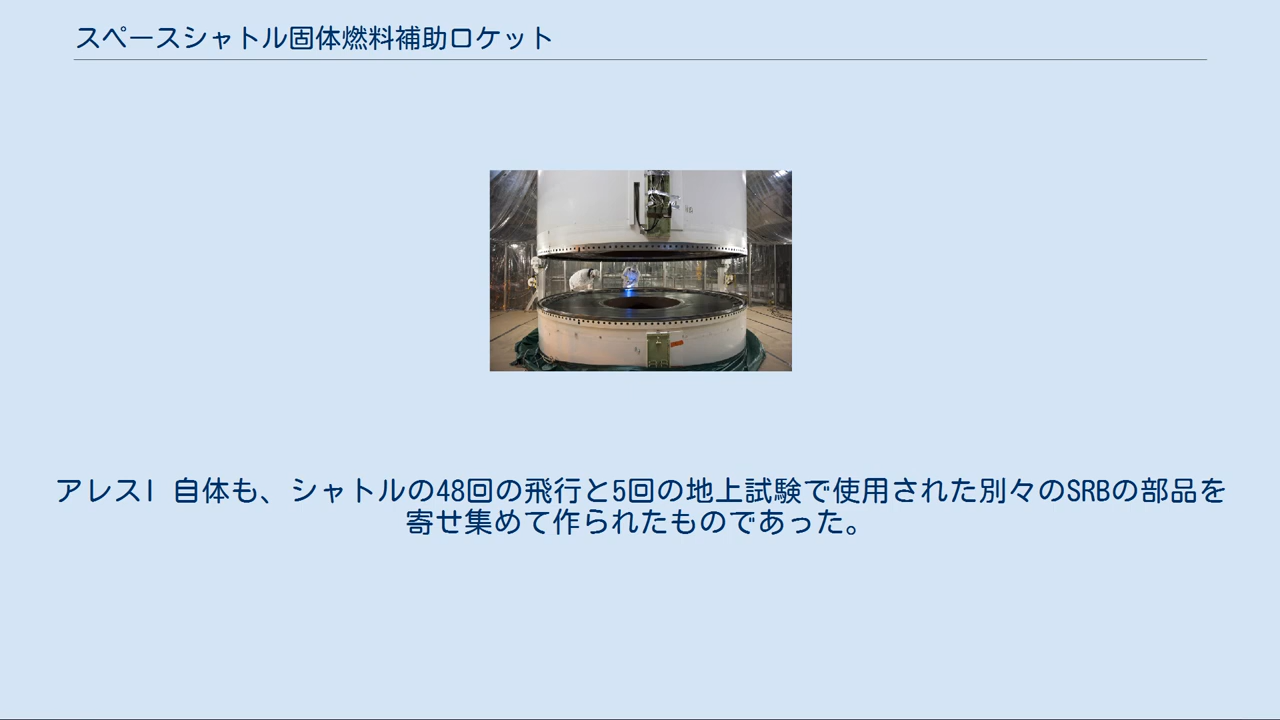 スペースシャトル固体燃料補助ロケット
アレスI 自体も、シャトルの48回の飛行と5回の地上試験で使用された別々のSRBの部品を
寄せ集めて作られたものであった。